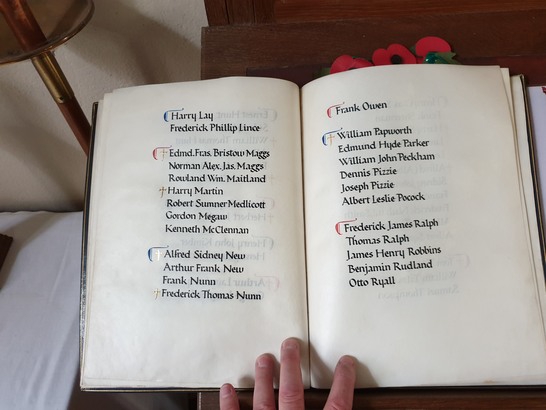 Harry Lay
Frederick Phillip Lince
Edmd. Fras. Bristow Maggs
Norman Alex. Jas. Maggs
Rowland Wm. Maitland
† Harry Martin
Robert Sumner Medlicott
Gordon Megaw
Kenneth McClennan
Alfred Sidney New
Arthur Frank New
Frank Nunn
† Frederick Thomas Nunn
Frank Owen
† William Papworth
Edmund Hyde Parker
William John Peckham
Dennis Pizzie
Joseph Pizzie
Albert Leslie Pocock
Frederick James Ralph
Thomas Ralph
James Henry Robbins
Benjamin Rudland
Otto Ryall